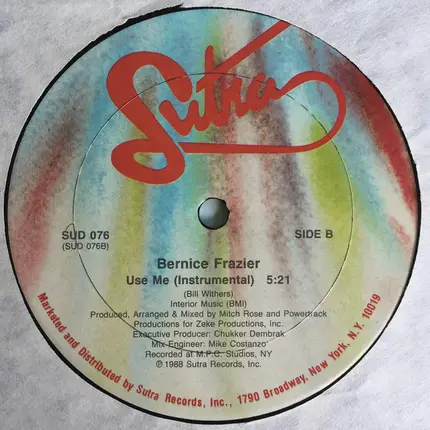 Sutra
SUD 076
(SUD 076B)
SIDE B
Bernice Frazier
Use Me (Instrumental) 5:21
(Bill Withers)
Interior Music (BMI)
Produced, Arranged & Mixed by Mitch Rose and Powertrack
Productions for Zeke Productions, Inc.
Executive Producer: Chukker Dembrak
Mix Engineer: Mike Costanzo
Recorded at M.P.C. Studios, NY
℗ 1988 Sutra Records, Inc.
Marketed and Distributed by Sutra Records, Inc., 1790 Broadway, New York, N.Y. 10019